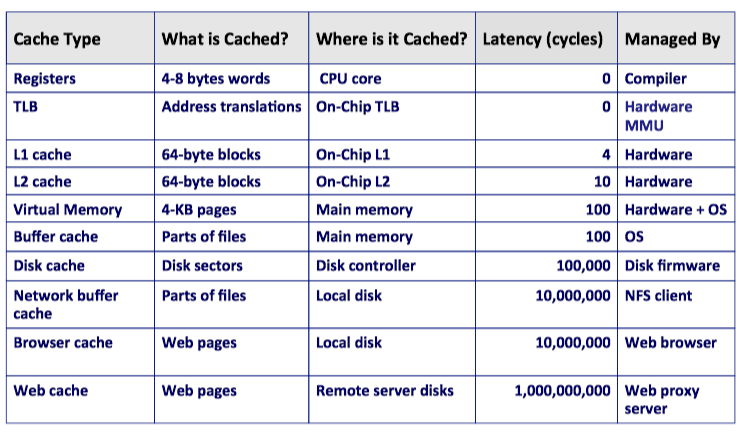 Cache Type What is Cached? Where is it Cached? Latency (cycles) Managed By
Registers 4-8 bytes words CPU core 0 Compiler
TLB Address translations On-Chip TLB 0 Hardware
MMU
L1 cache 64-byte blocks On-Chip L1 4 Hardware
L2 cache 64-byte blocks On-Chip L2 10 Hardware
Virtual Memory 4-KB pages Main memory 100 Hardware + OS
Buffer cache Parts of files Main memory 100 OS
Disk cache Disk sectors Disk controller 100,000 Disk firmware
Network buffer Parts of files Local disk 10,000,000 NFS client
cache
Browser cache Web pages Local disk 10,000,000 Web browser
Web cache Web pages Remote server disks 1,000,000,000 Web proxy
server